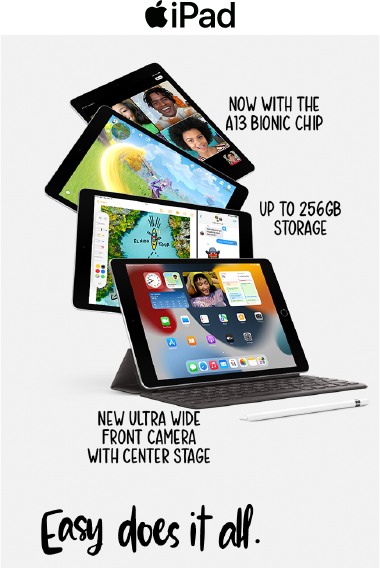 iPad
NOW WITH THE
A13 BIONIC CHIP
UP TO 256GB
STORAGE
NEW ULTRA WIDE
FRONT CAMERA
WITH CENTER STAGE
Easy does it all.